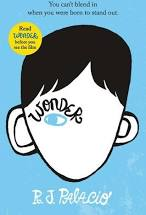 You can't blend in
when you were born to stand out.
Read
WONDER
before you
see the film
WONDER
R. J. PALACIO